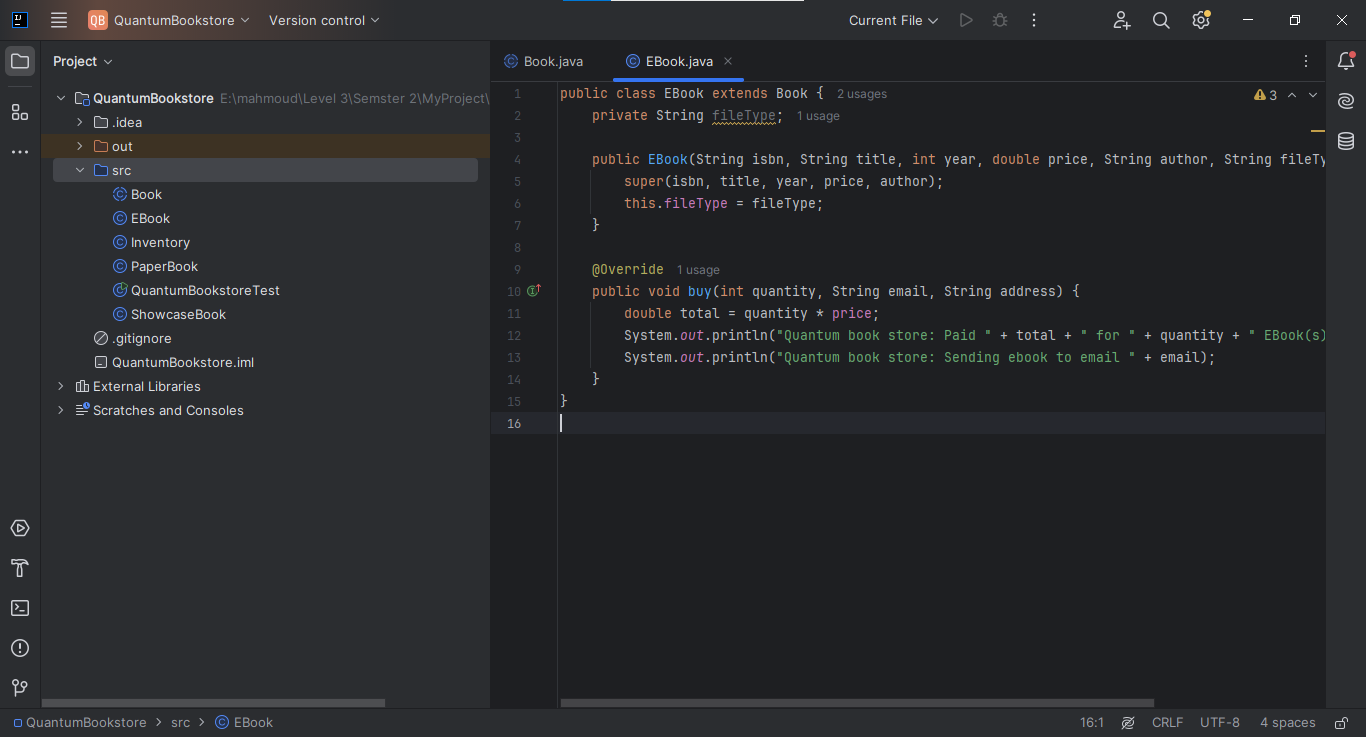 QB QuantumBookstore Version control Current File
Project
QuantumBookstore E:\mahmoud\Level 3\Semster 2\MyProject\
.idea
out
src
Book
EBook
Inventory
PaperBook
QuantumBookstoreTest
ShowcaseBook
.gitignore
QuantumBookstore.iml
External Libraries
Scratches and Consoles
Book.java EBook.java
3
1 public class EBook extends Book { 2 usages
2 private String fileType; 1 usage
3
4 public EBook(String isbn, String title, int year, double price, String author, String fileTy
5 super(isbn, title, year, price, author);
6 this.fileType = fileType;
7 }
8
9 @Override 1 usage
10 public void buy(int quantity, String email, String address) {
11 double total = quantity * price;
12 System.out.println("Quantum book store: Paid " + total + " for " + quantity + " EBook(s)
13 System.out.println("Quantum book store: Sending ebook to email " + email);
14 }
15 }
16
QuantumBookstore > src > EBook 16:1 CRLF UTF-8 4 spaces